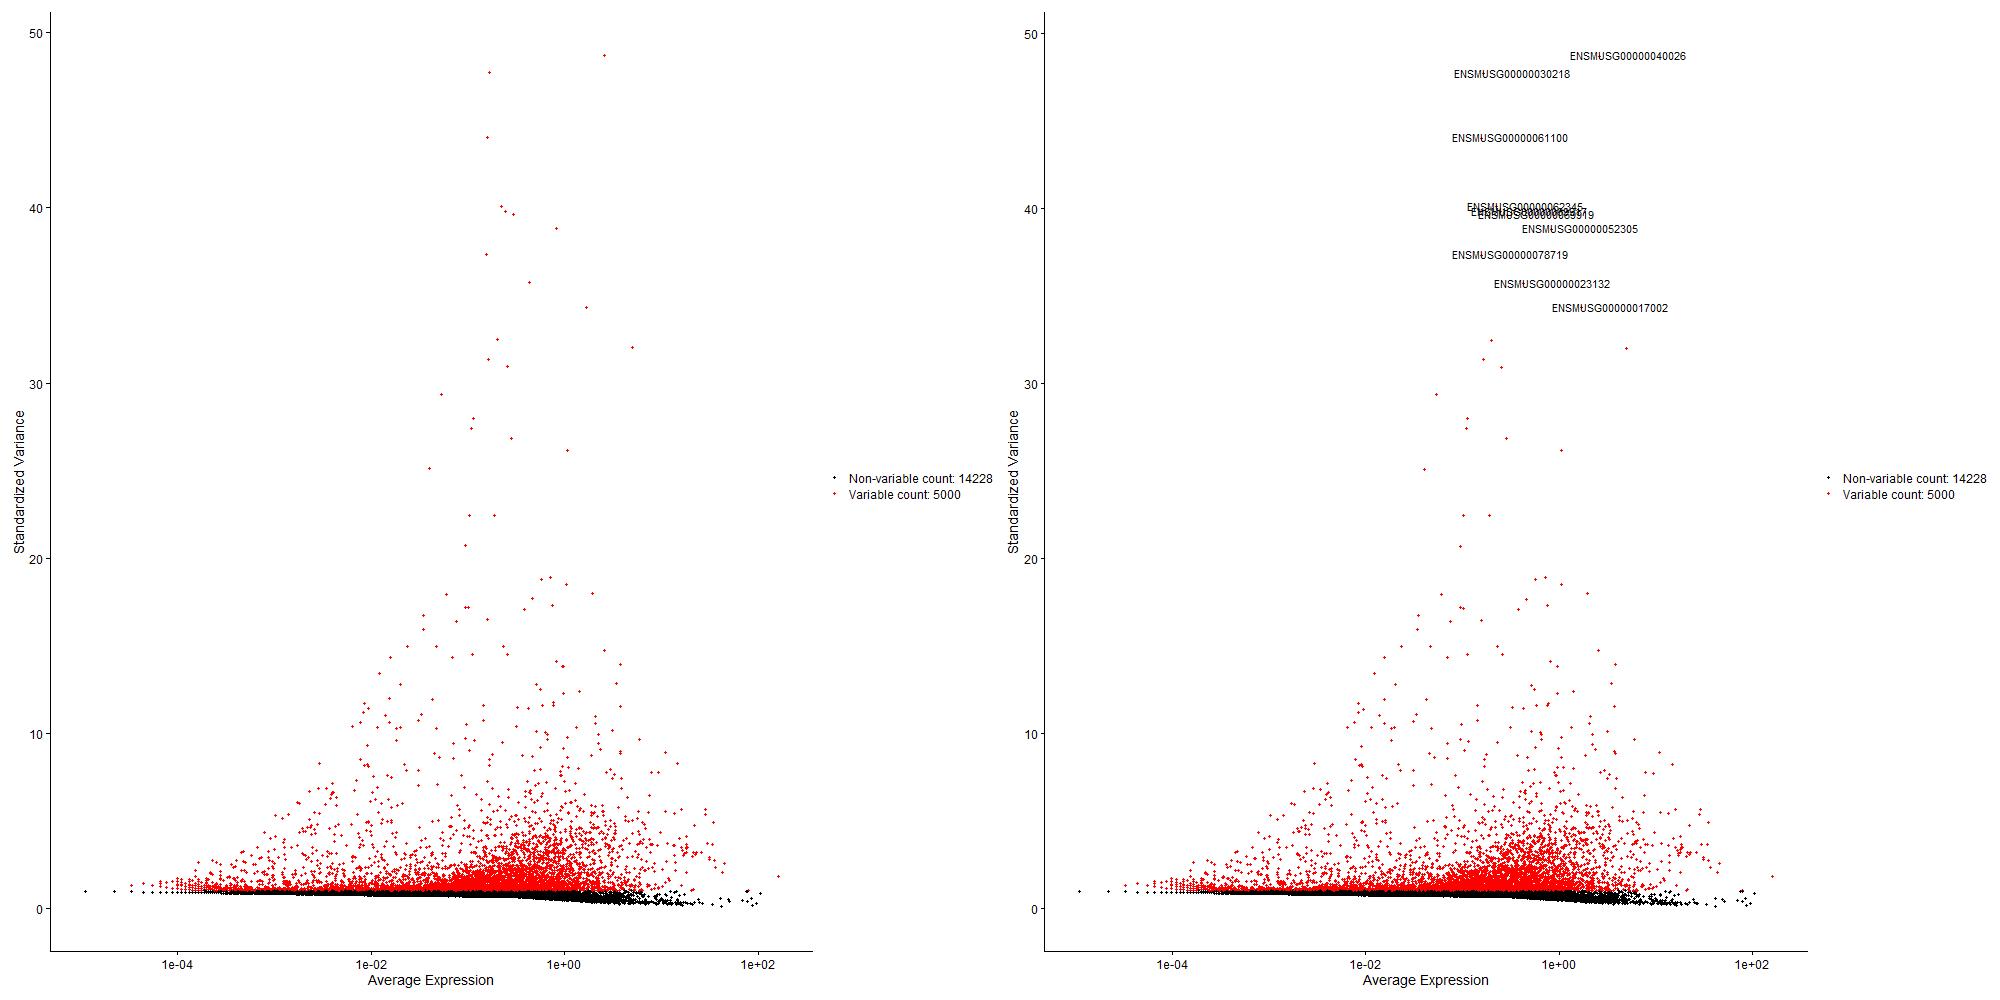 50
40
30
20
10
0
Standardized Variance
1e-04
1e-02
1e+00
1e+02
Average Expression
Non-variable count: 14228
Variable count: 5000
50
40
30
20
10
0
Standardized Variance
ENSMUSG00000040026
ENSMUSG00000030218
ENSMUSG00000061100
ENSMUSG00000062345
ENSMUSG00000052305
ENSMUSG00000078719
ENSMUSG00000023132
ENSMUSG00000017002
1e-04
1e-02
1e+00
1e+02
Average Expression
Non-variable count: 14228
Variable count: 5000